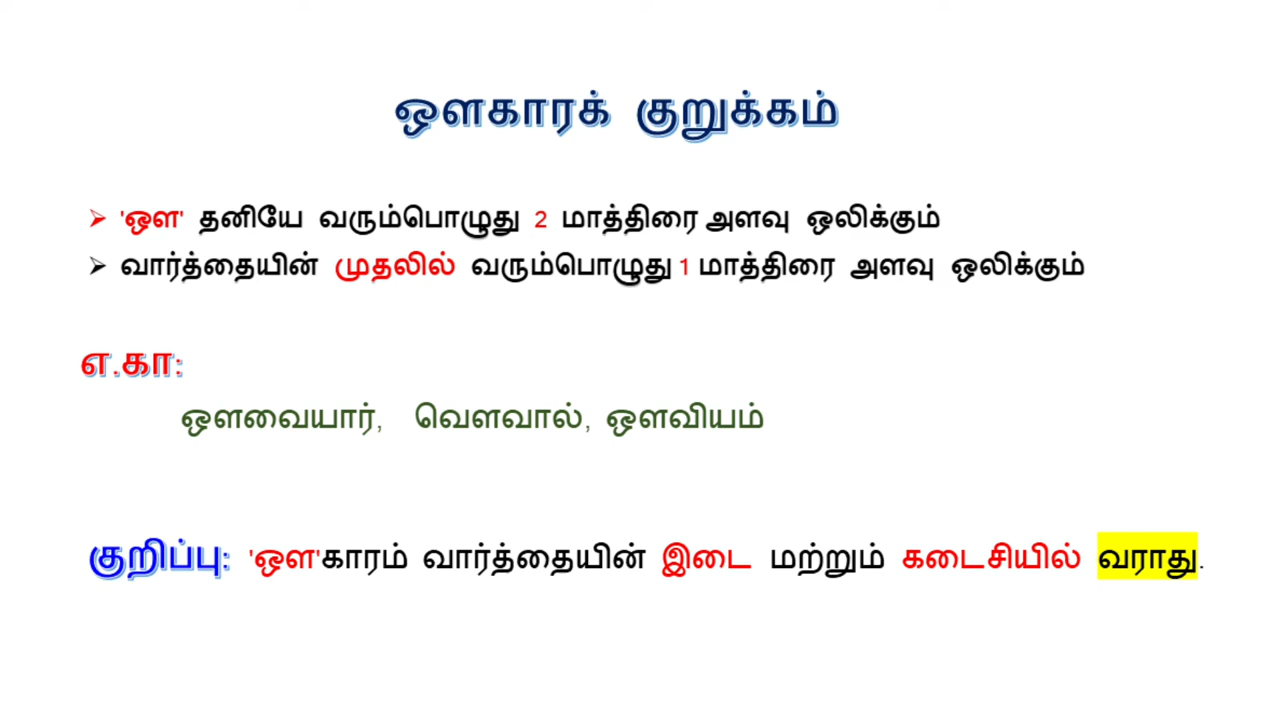 ஔகாரக் குறுக்கம்
➢ 'ஔ' தனியே வரும்பொழுது 2 மாத்திரை அளவு ஒலிக்கும்
➢ வார்த்தையின் முதலில் வரும்பொழுது 1 மாத்திரை அளவு ஒலிக்கும்
எ.கா:
ஔவையார், வௌவால், ஔவியம்
குறிப்பு: 'ஔ'காரம் வார்த்தையின் இடை மற்றும் கடைசியில் வராது.